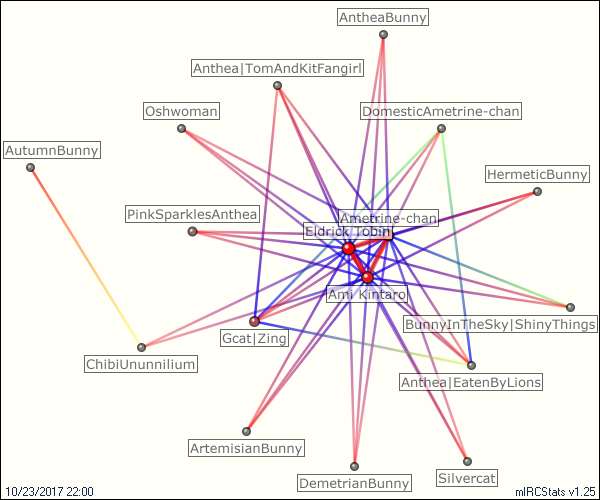 AntheaBunny
Anthea|TomAndKitFangirl
Oshwoman
DomesticAmetrine-chan
AutumnBunny
HermeticBunny
PinkSparklesAnthea
Ametrine-chan
Eldrick Tobin
Ami Kintaro
BunnyInTheSky|ShinyThings
Gcat|Zing
ChibiUnunnilium
Anthea|EatenByLions
ArtemisianBunny
Silvercat
DemetrianBunny
10/23/2017 22:00
mIRCStats v1.25